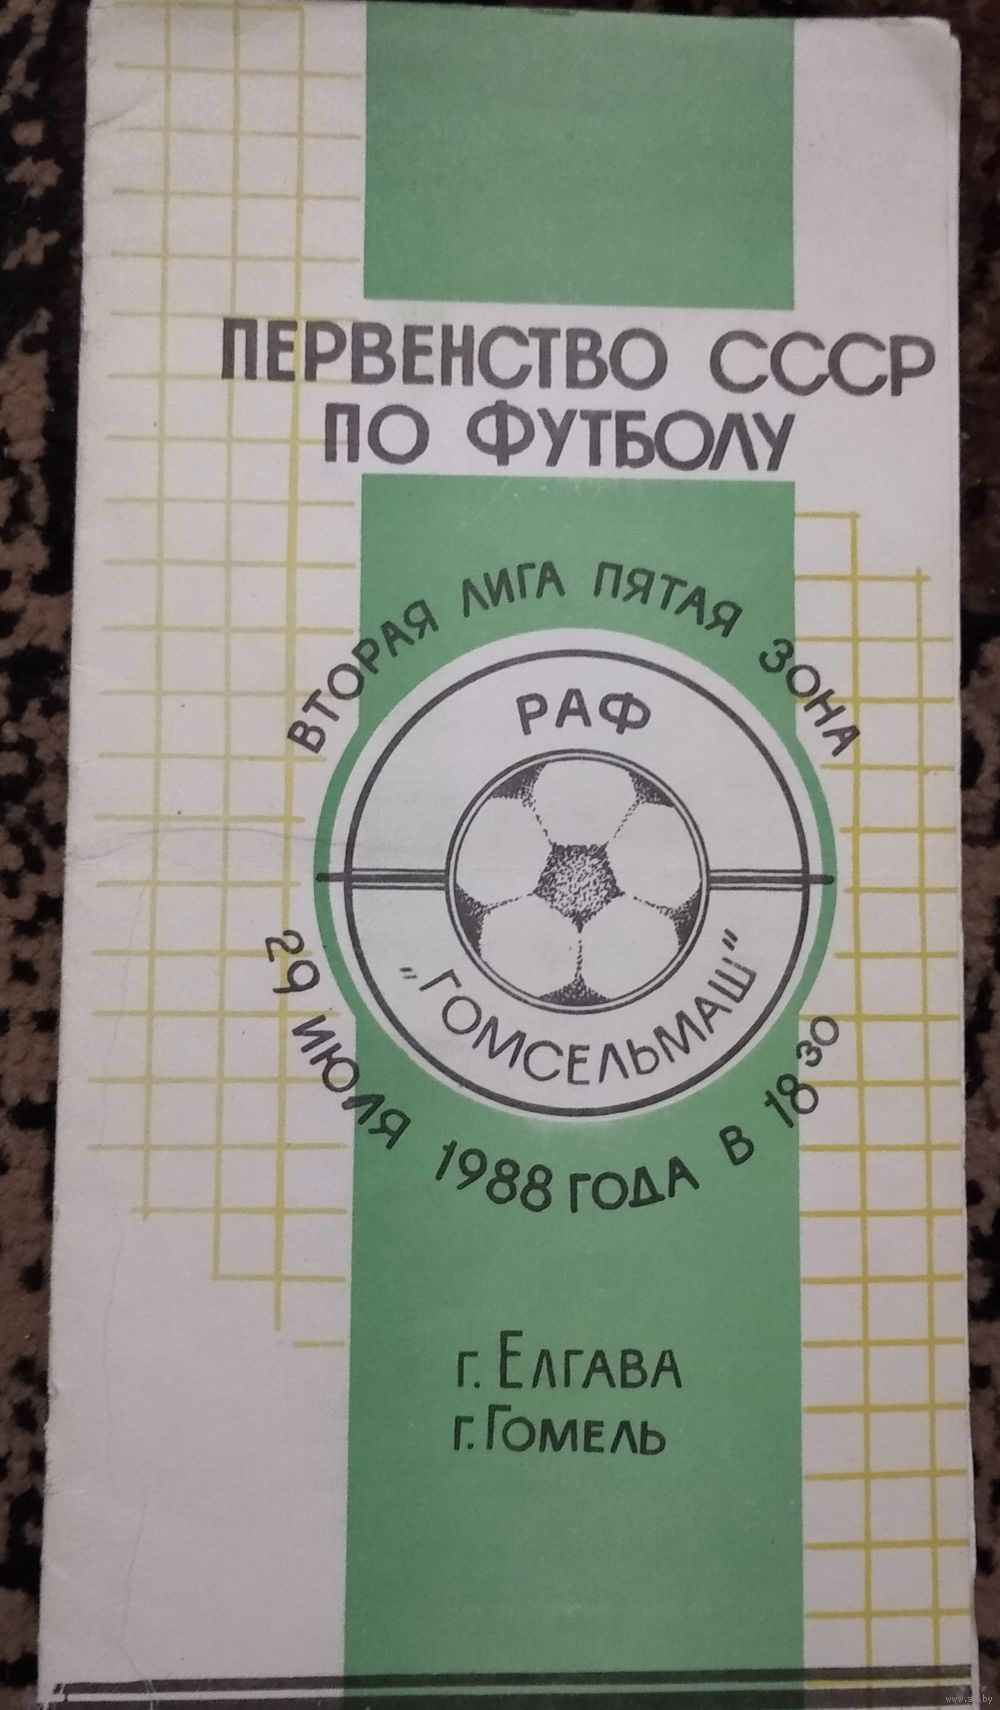 ПЕРВЕНСТВО СССР
ПО ФУТБОЛУ
ВТОРАЯ ЛИГА ПЯТАЯ ЗОНА
РАФ
„ГОМСЕЛЬМАШ"
29 ИЮЛЯ 1988 ГОДА В 18 30
г. ЕЛГАВА
г. ГОМЕЛЬ